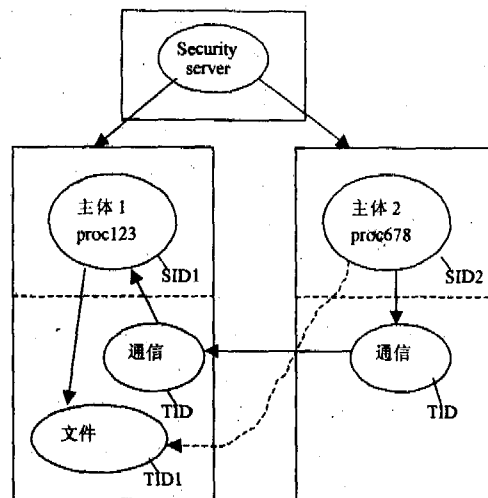 Security
server
主体 1
proc123
SID1
主体 2
proc678
SID2
通信
TID
通信
TID
文件
TID1